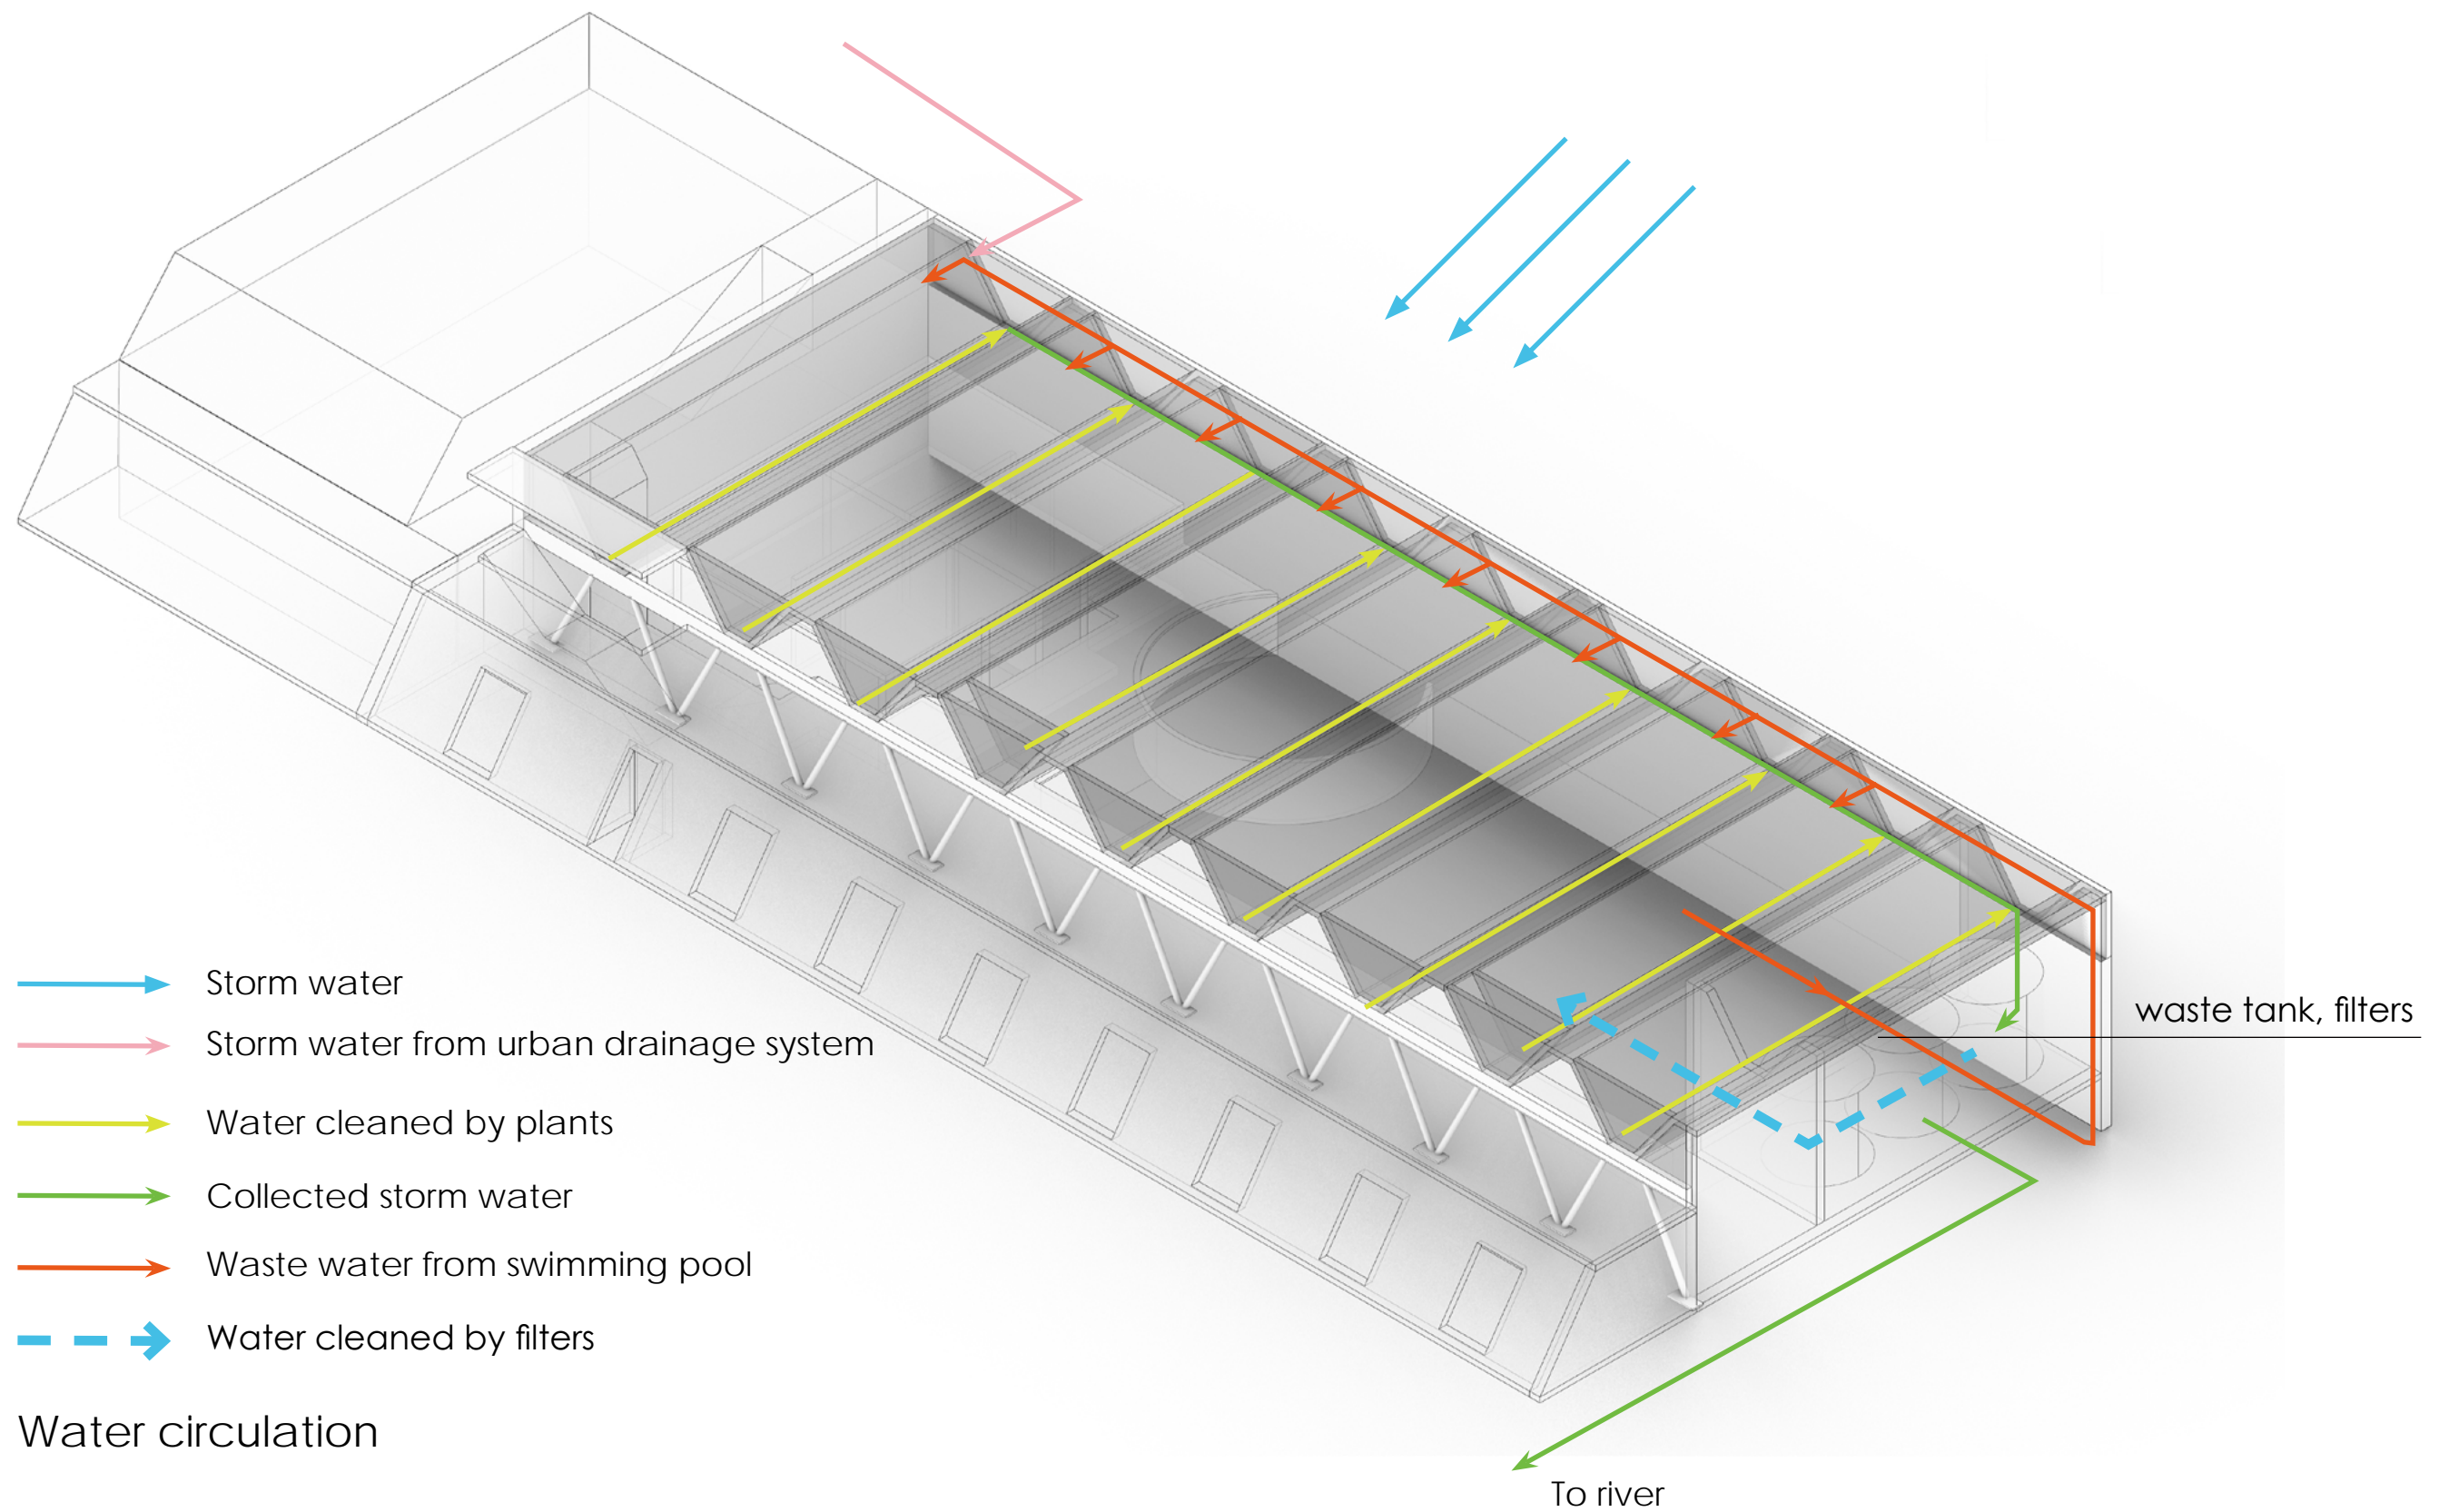 waste tank, filters
Storm water
Storm water from urban drainage system
Water cleaned by plants
Collected storm water
Waste water from swimming pool
Water cleaned by filters
Water circulation
To river